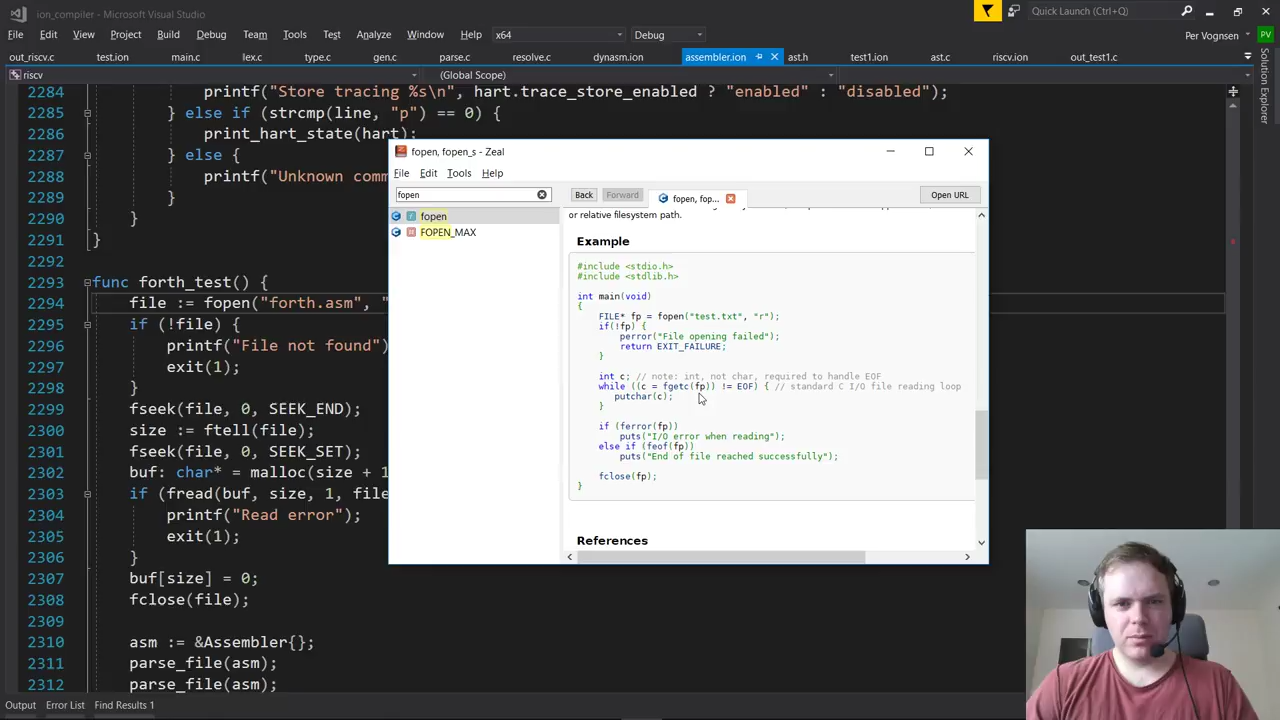 ion_compiler - Microsoft Visual Studio
Quick Launch (Ctrl+Q)
File Edit View Project Build Debug Team Tools Test Analyze Window Help x64 Debug Per Vognsen PV
out_riscv.c test.ion main.c lex.c type.c gen.c parse.c resolve.c dynasm.ion assembler.ion ast.h test1.ion ast.c riscv.ion out_test1.c
riscv (Global Scope)
Solution Explorer
2284 printf("Store tracing %s\n", hart.trace_store_enabled ? "enabled" : "disabled");
2285 } else if (strcmp(line, "p") == 0) {
2286 print_hart_state(hart);
2287 } else {
2288 printf("Unknown comm
2289 }
2290 }
2291 }
2292
2293 func forth_test() {
2294 file := fopen("forth.asm", "
2295 if (!file) {
2296 printf("File not found")
2297 exit(1);
2298 }
2299 fseek(file, 0, SEEK_END);
2300 size := ftell(file);
2301 fseek(file, 0, SEEK_SET);
2302 buf: char* = malloc(size + 1
2303 if (fread(buf, size, 1, file
2304 printf("Read error");
2305 exit(1);
2306 }
2307 buf[size] = 0;
2308 fclose(file);
2309
2310 asm := &Assembler{};
2311 parse_file(asm);
2312 parse_file(asm);
fopen, fopen_s - Zeal
File Edit Tools Help
fopen
Back Forward fopen, fop... Open URL
fopen
FOPEN_MAX
or relative filesystem path.
Example
#include <stdio.h>
#include <stdlib.h>
int main(void)
{
FILE* fp = fopen("test.txt", "r");
if(!fp) {
perror("File opening failed");
return EXIT_FAILURE;
}
int c; // note: int, not char, required to handle EOF
while ((c = fgetc(fp)) != EOF) { // standard C I/O file reading loop
putchar(c);
}
if (ferror(fp))
puts("I/O error when reading");
else if (feof(fp))
puts("End of file reached successfully");
fclose(fp);
}
References
Output Error List Find Results 1